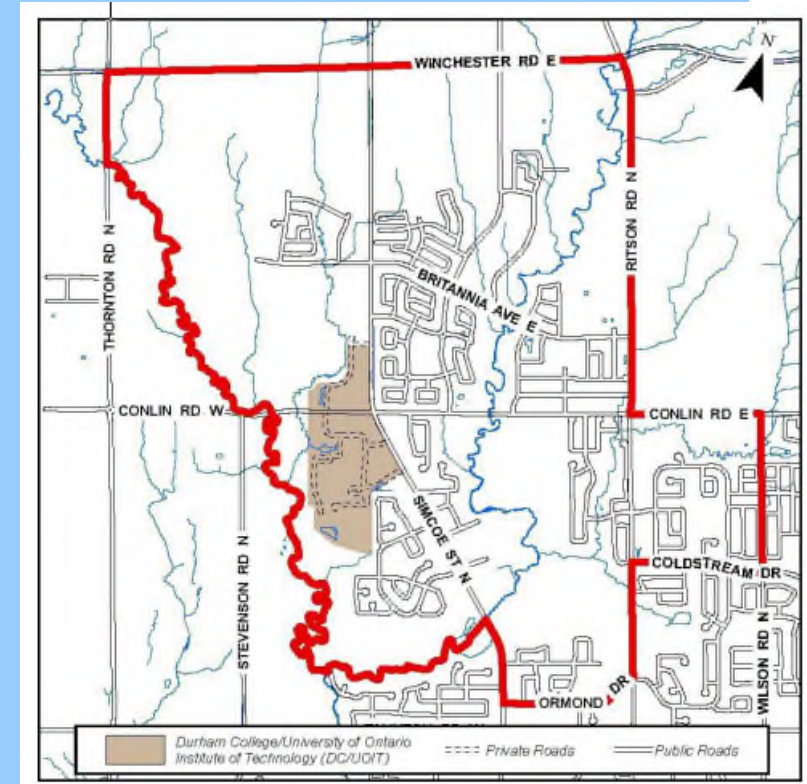 N
WINCHESTER RD E
THORNTON RD N
RITSON RD N
BRITANNIA AVE E
CONLIN RD W
CONLIN RD E
SIMCOE ST N
STEVENSON RD N
COLDSTREAM DR
WILSON RD N
ORMOND DR
Durham College/University of Ontario
Institute of Technology (DC/UOIT)
Private Roads
Public Roads